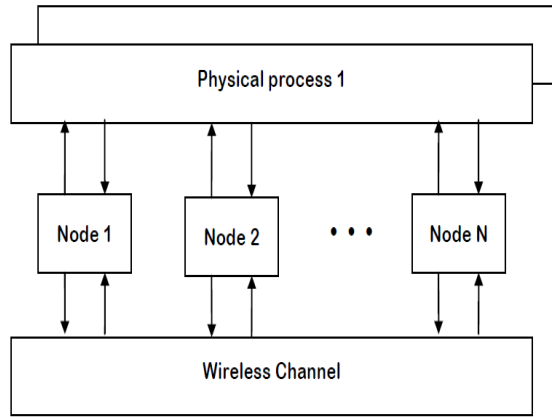 Physical process 1
Node 1
Node 2
• • •
Node N
Wireless Channel